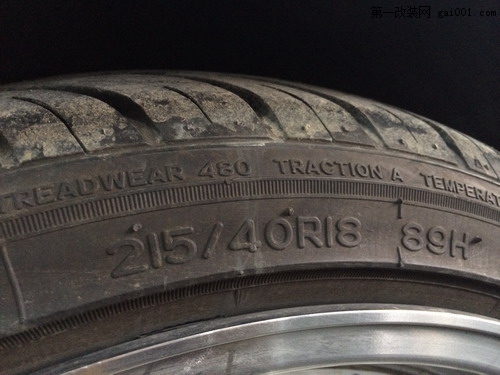 第一改装网 gai001.com
TREADWEAR 480 TRACTION A TEMPERAT
215/40R18 89H